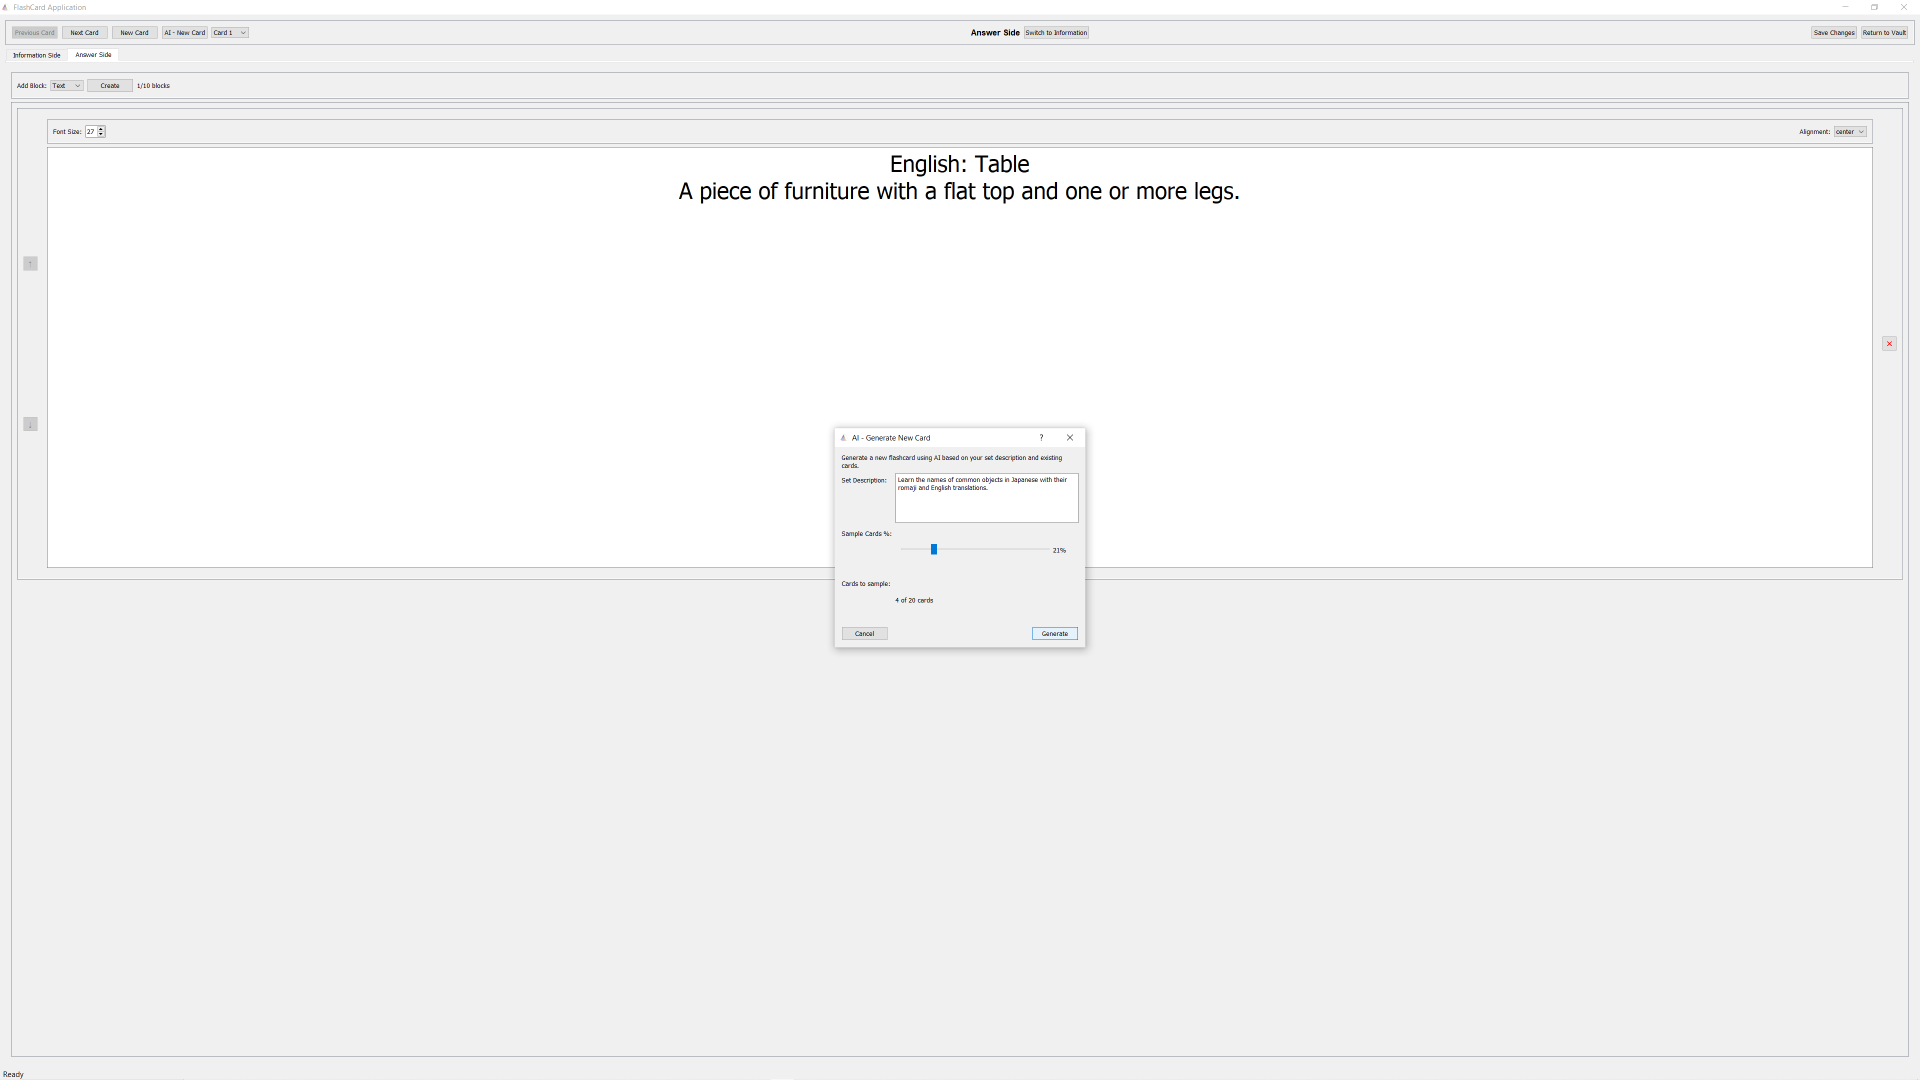 FlashCard Application
Previous Card Next Card New Card AI - New Card Card 1 Answer Side Switch to Information Save Changes Return to Vault
Information Side Answer Side
Add Block: Text Create 1/10 blocks
Font Size: 27 Alignment: center
English: Table
A piece of furniture with a flat top and one or more legs.
↑
×
↓
AI - Generate New Card ?
Generate a new flashcard using AI based on your set description and existing
cards.
Set Description: Learn the names of common objects in Japanese with their
romaji and English translations.
Sample Cards %:
21%
Cards to sample:
4 of 20 cards
Cancel Generate
Ready